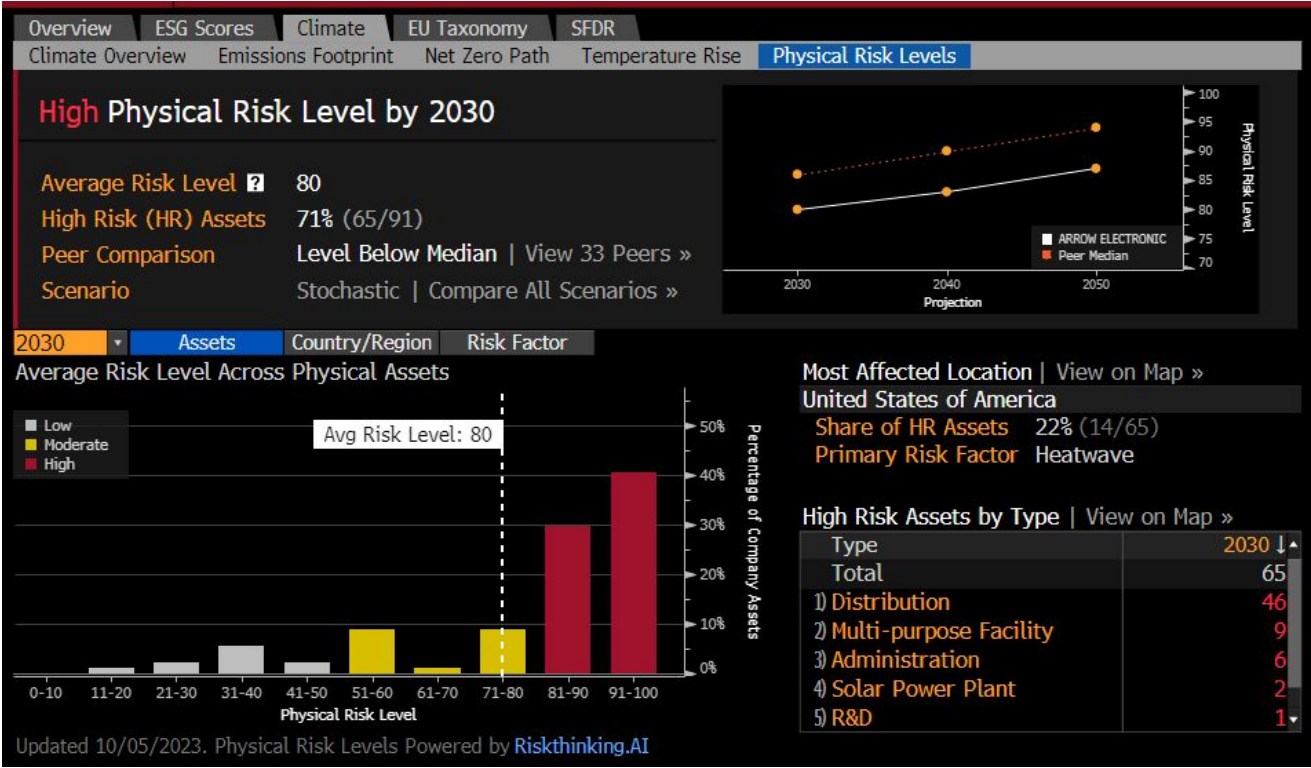 Overview ESG Scores Climate EU Taxonomy SFDR
Climate Overview Emissions Footprint Net Zero Path Temperature Rise Physical Risk Levels
High Physical Risk Level by 2030
Average Risk Level ? 80
High Risk (HR) Assets 71% (65/91)
Peer Comparison Level Below Median | View 33 Peers »
Scenario Stochastic | Compare All Scenarios »
100
95
90
85
80
75
70
Physical Risk Level
ARROW ELECTRONIC
Peer Median
2030 2040 2050
Projection
2030 Assets Country/Region Risk Factor
Average Risk Level Across Physical Assets
Low
Moderate
High
Avg Risk Level: 80
50%
40%
30%
20%
10%
0%
Percentage of Company Assets
0-10 11-20 21-30 31-40 41-50 51-60 61-70 71-80 81-90 91-100
Physical Risk Level
Most Affected Location | View on Map »
United States of America
Share of HR Assets 22% (14/65)
Primary Risk Factor Heatwave
High Risk Assets by Type | View on Map »
Type 2030 ↓
Total 65
1) Distribution 46
2) Multi-purpose Facility 9
3) Administration 6
4) Solar Power Plant 2
5) R&D 1
Updated 10/05/2023. Physical Risk Levels Powered by Riskthinking.AI